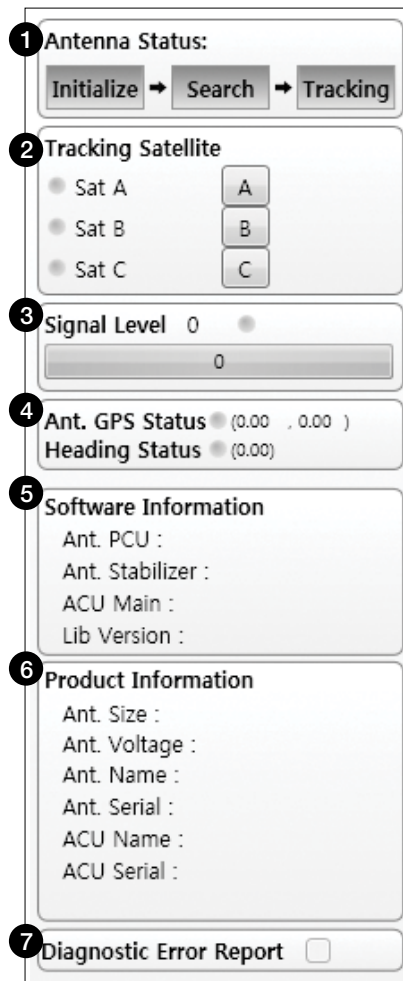 1 Antenna Status:
Initialize → Search → Tracking
2 Tracking Satellite
Sat A A
Sat B B
Sat C C
3 Signal Level 0
0
4 Ant. GPS Status (0.00 , 0.00 )
Heading Status (0.00)
5 Software Information
Ant. PCU :
Ant. Stabilizer :
ACU Main :
Lib Version :
6 Product Information
Ant. Size :
Ant. Voltage :
Ant. Name :
Ant. Serial :
ACU Name :
ACU Serial :
7 Diagnostic Error Report